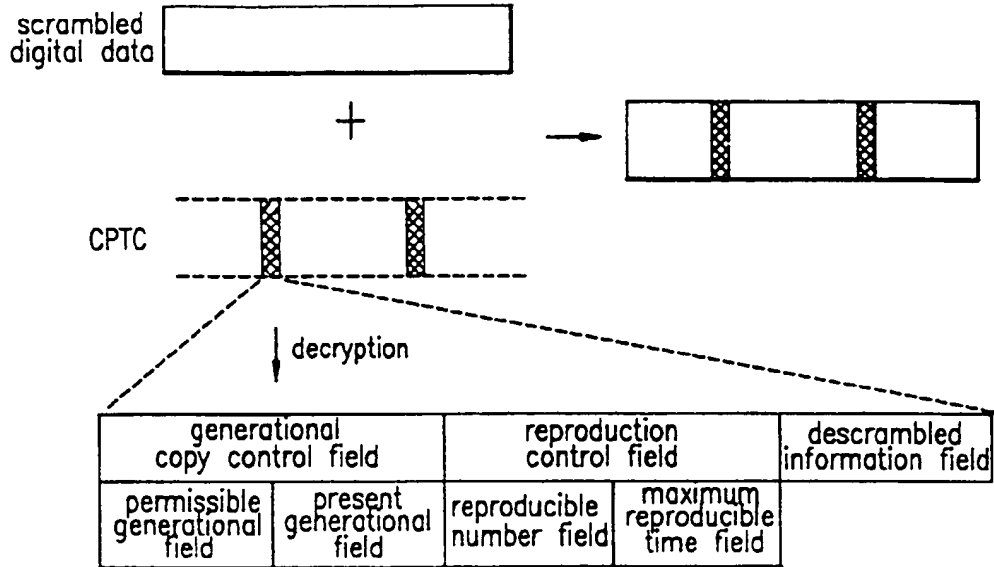 scrambled
digital data
+
CPTC
decryption
generational
copy control field
reproduction
control field
descrambled
information field
permissible
generational
field
present
generational
field
reproducible
number field
maximum
reproducible
time field